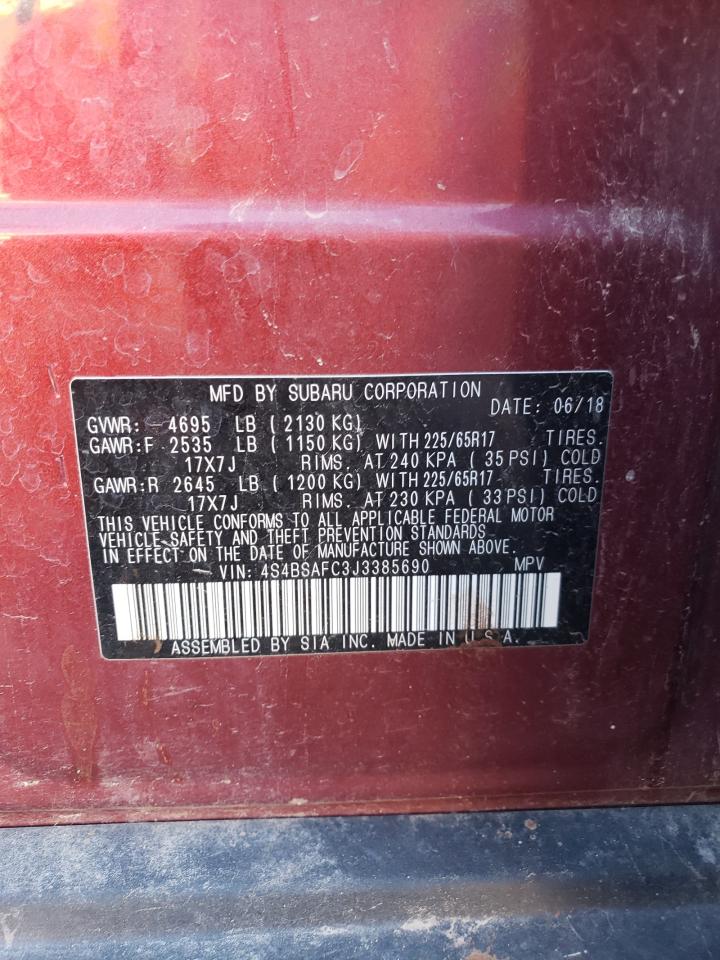 MFD BY SUBARU CORPORATION DATE: 06/18
GVWR: 4695 LB ( 2130 KG)
GAWR:F 2535 LB ( 1150 KG) WITH 225/65R17 TIRES.
17X7J RIMS. AT 240 KPA ( 35 PSI) COLD
GAWR:R 2645 LB ( 1200 KG) WITH 225/65R17 TIRES.
17X7J RIMS. AT 230 KPA ( 33 PSI) COLD
THIS VEHICLE CONFORMS TO ALL APPLICABLE FEDERAL MOTOR
VEHICLE SAFETY AND THEFT PREVENTION STANDARDS
IN EFFECT ON THE DATE OF MANUFACTURE SHOWN ABOVE.
VIN: 4S4BSAFC3J3385690 MPV
ASSEMBLED BY SIA INC. MADE IN U.S.A.